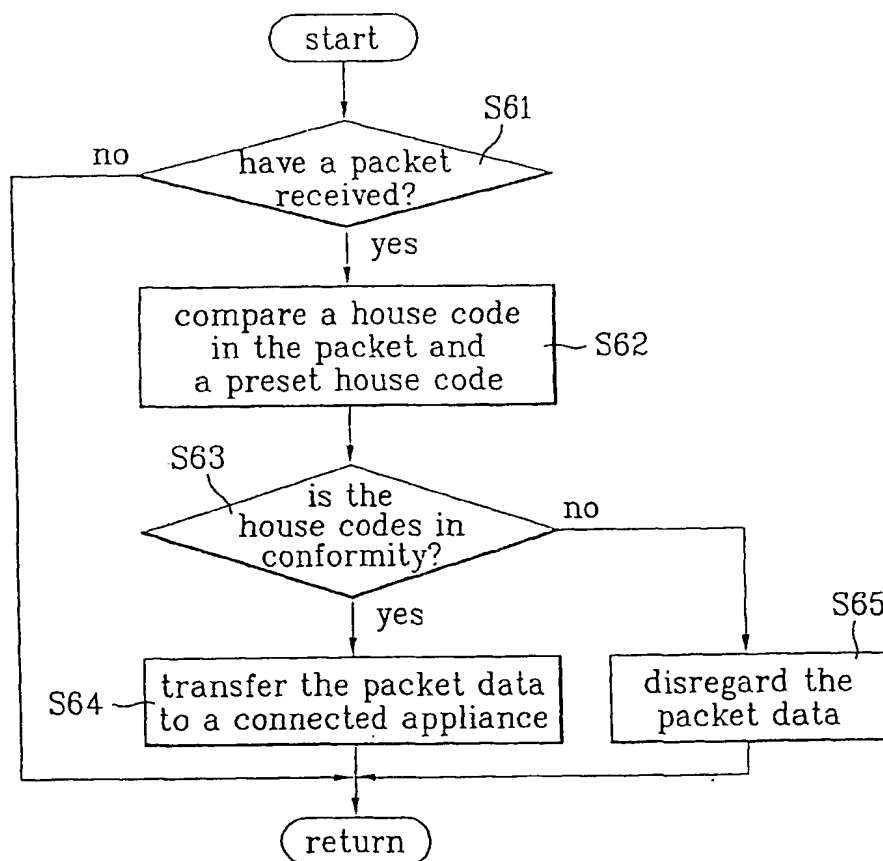 start
S61
no
have a packet
received?
yes
compare a house code
in the packet and
a preset house code
S62
S63
is the
house codes in
conformity?
no
yes
S65
S64
transfer the packet data
to a connected appliance
disregard the
packet data
return